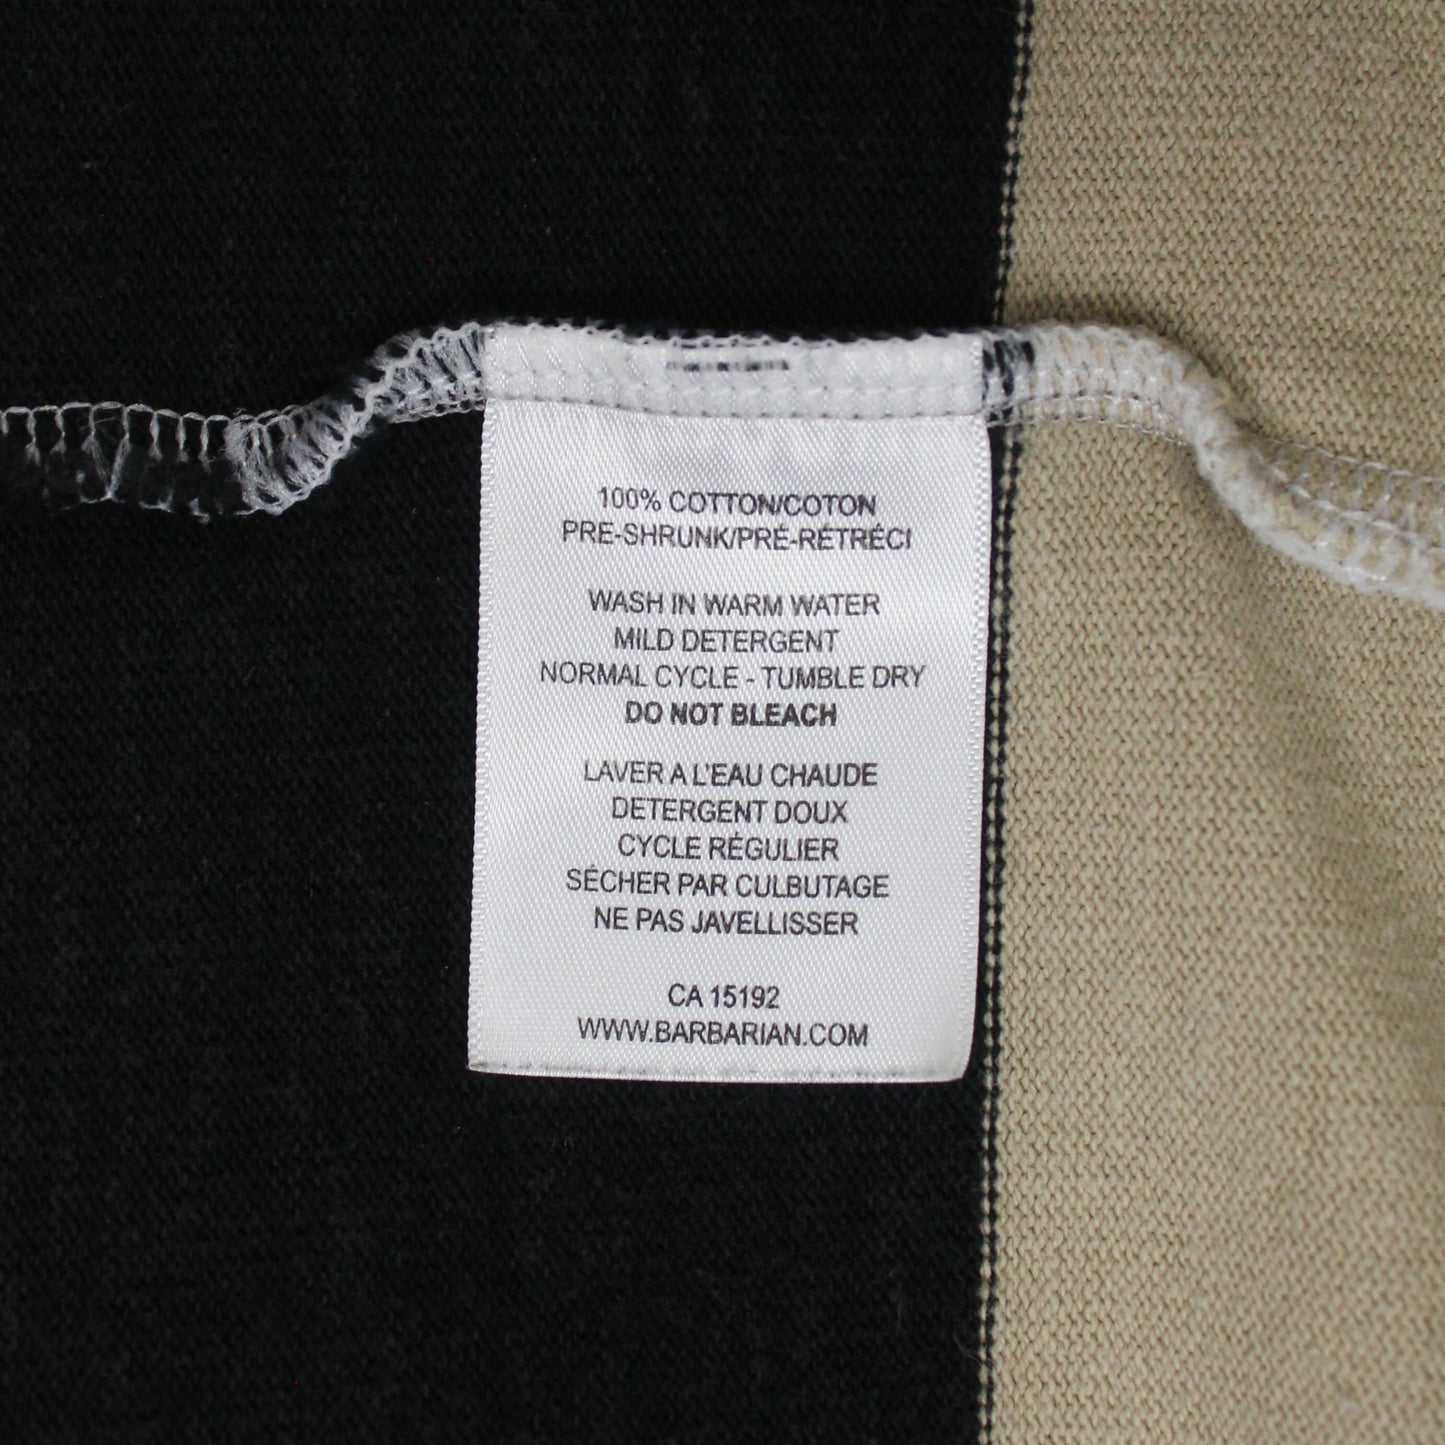 100% COTTON/COTON
PRE-SHRUNK/PRÉ-RÉTRÉCI
WASH IN WARM WATER
MILD DETERGENT
NORMAL CYCLE - TUMBLE DRY
DO NOT BLEACH
LAVER A L'EAU CHAUDE
DETERGENT DOUX
CYCLE RÉGULIER
SÉCHER PAR CULBUTAGE
NE PAS JAVELLISSER
CA 15192
WWW.BARBARIAN.COM